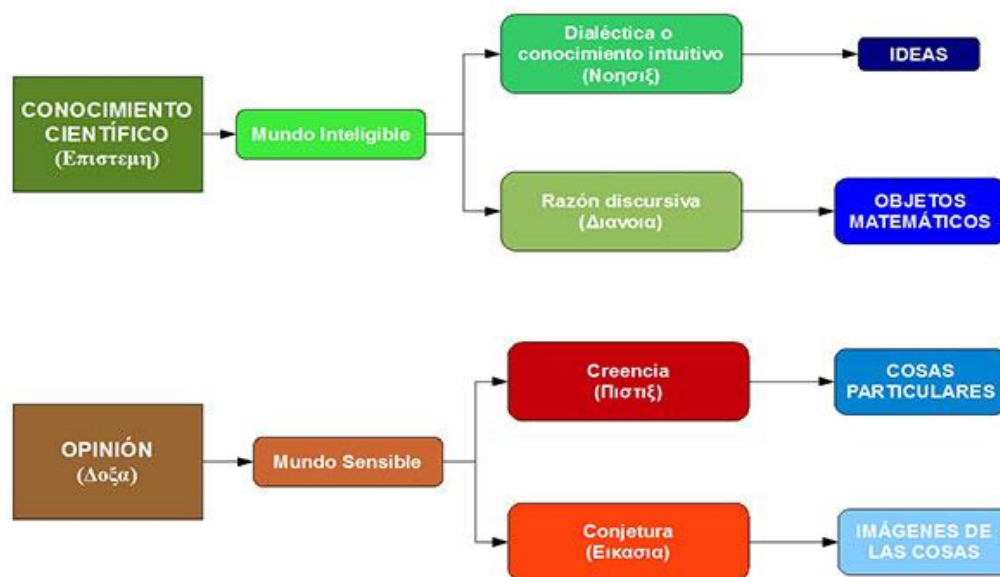 CONOCIMIENTO
CIENTÍFICO
(Επιστεμη)
Mundo Inteligible
Dialéctica o
conocimiento intuitivo
(Νοησιξ)
IDEAS
Razón discursiva
(Διανοια)
OBJETOS
MATEMÁTICOS
OPINIÓN
(Δοξα)
Mundo Sensible
Creencia
(Πιστιξ)
COSAS
PARTICULARES
Conjetura
(Εικασια)
IMÁGENES DE
LAS COSAS